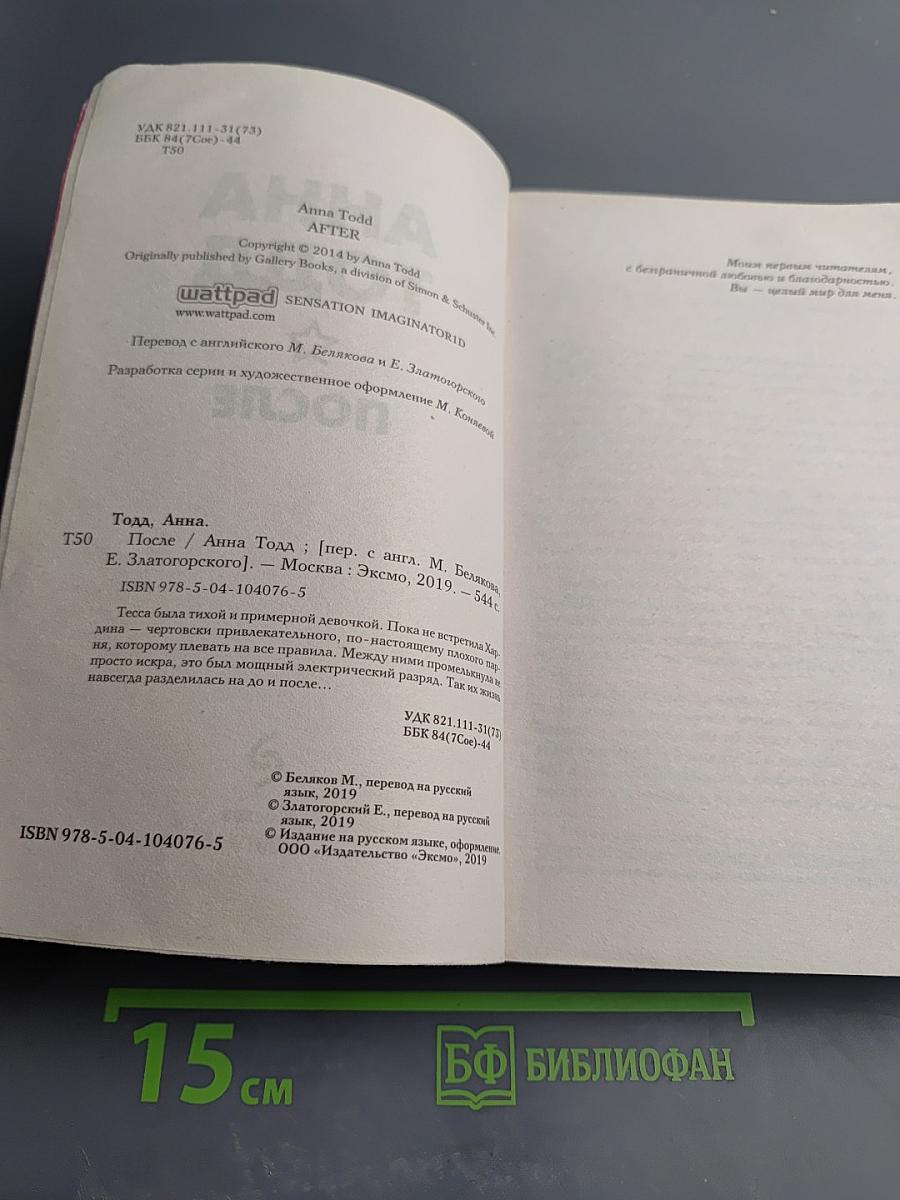 УДК 821.111-31(73)
ББК 84(7Сое)-44
Т50
Anna Todd
AFTER
Copyright © 2014 by Anna Todd
Originally published by Gallery Books, a division of Simon & Schuster Inc.
wattpad SENSATION IMAGINATOR1D
www.wattpad.com
Перевод с английского М. Белякова и Е. Златогорского
Разработка серии и художественное оформление М. Коняевой
Тодд, Анна.
Т50 После / Анна Тодд ; [пер. с англ. М. Белякова,
Е. Златогорского]. — Москва : Эксмо, 2019. — 544 с.
ISBN 978-5-04-104076-5
Тесса была тихой и примерной девочкой. Пока не встретила Хар-
дина — чертовски привлекательного, по-настоящему плохого пар-
ня, которому плевать на все правила. Между ними промелькнула не
просто искра, это был мощный электрический разряд. Так их жизнь
навсегда разделилась на до и после...
УДК 821.111-31(73)
ББК 84(7Сое)-44
© Беляков М., перевод на русский
язык, 2019
© Златогорский Е., перевод на русский
язык, 2019
© Издание на русском языке, оформление.
ООО «Издательство «Эксмо», 2019
ISBN 978-5-04-104076-5
Моим первым читателям,
с безграничной любовью и благодарностью.
Вы — целый мир для меня.
АННА
ТОДД
ПОСЛЕ
15 см
БФ БИБЛИОФАН